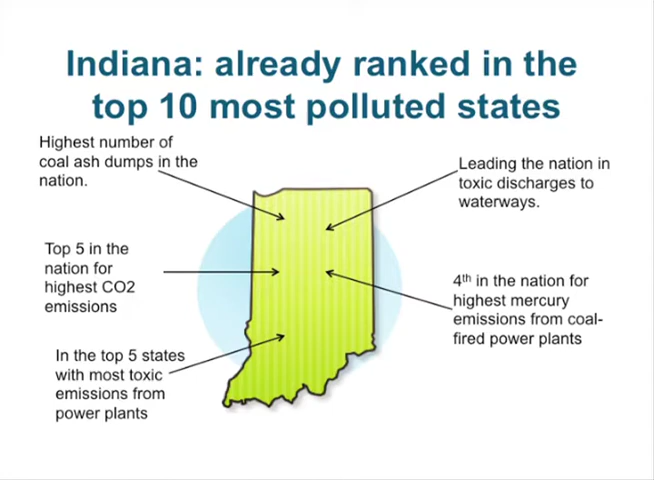 Indiana: already ranked in the
top 10 most polluted states
Highest number of
coal ash dumps in the
nation.
Leading the nation in
toxic discharges to
waterways.
Top 5 in the
nation for
highest CO2
emissions
4th in the nation for
highest mercury
emissions from coal-
fired power plants
In the top 5 states
with most toxic
emissions from
power plants